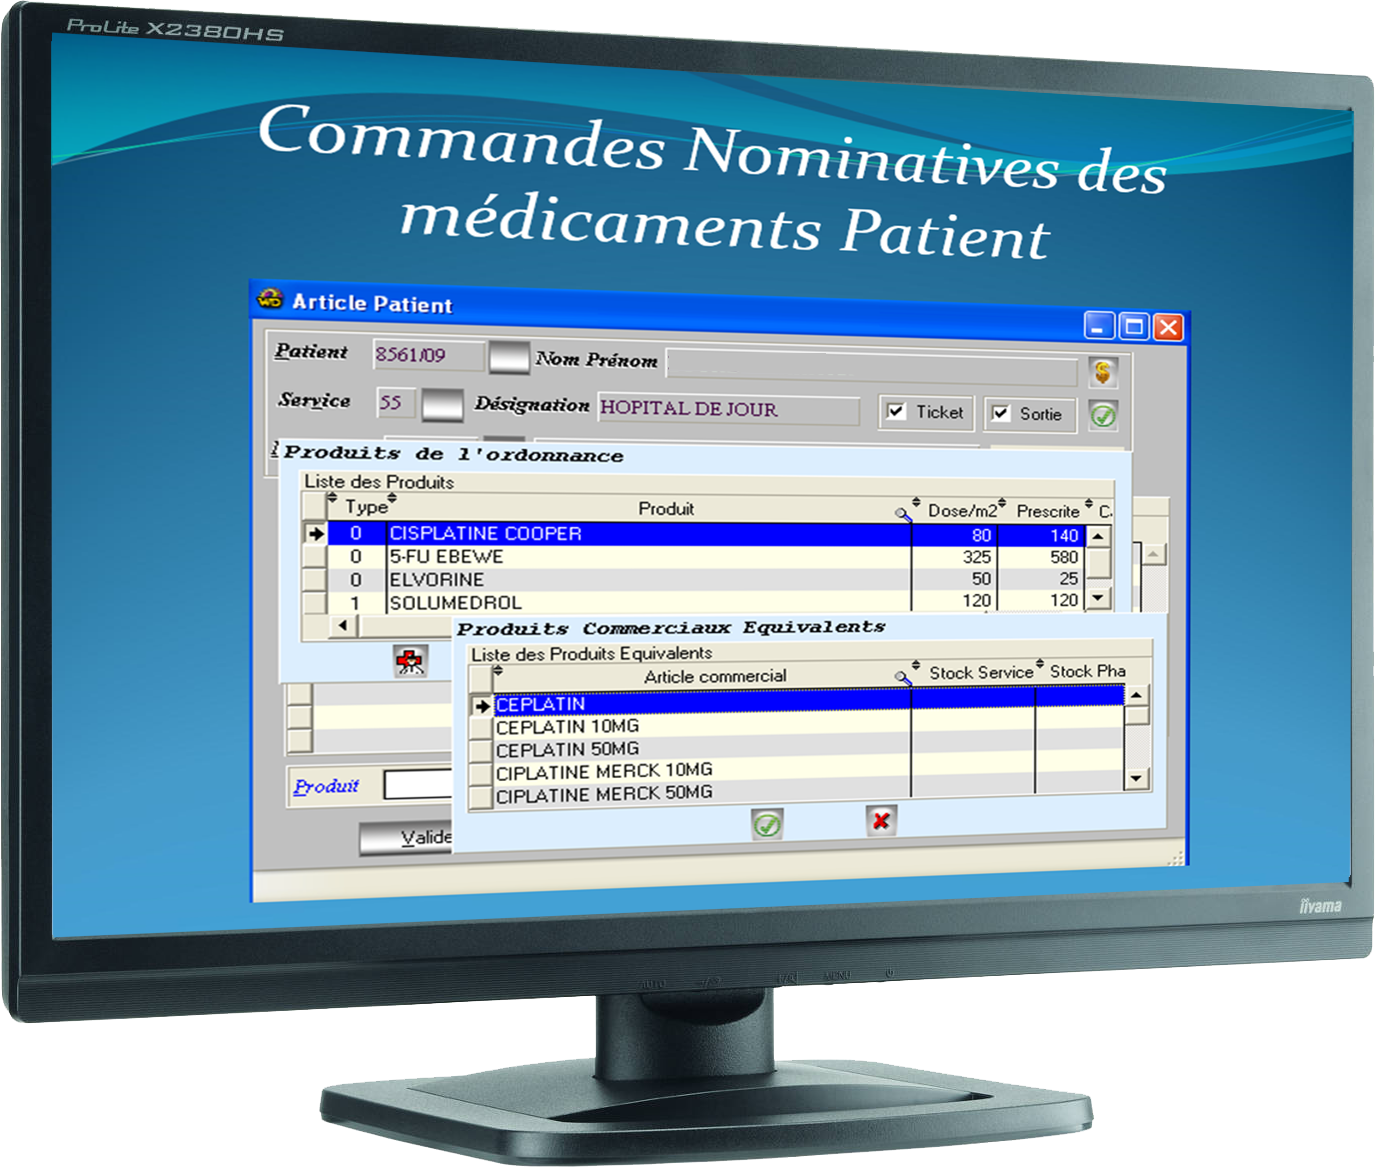 ProLite X2380HS
Commandes Nominatives des
médicaments Patient
Article Patient
Patient 8561/09 Nom Prénom
Service 55 Désignation HOPITAL DE JOUR Ticket Sortie
Produits de l'ordonnance
Liste des Produits
Type Produit Dose/m2 Prescrite C.
0 CISPLATINE COOPER 80 140
0 5-FU EBEWE 325 580
0 ELVORINE 50 25
1 SOLUMEDROL 120 120
Produits Commerciaux Equivalents
Liste des Produits Equivalents
Article commercial Stock Service Stock Pha
CEPLATIN
CEPLATIN 10MG
CEPLATIN 50MG
CIPLATINE MERCK 10MG
CIPLATINE MERCK 50MG
Produit
Valide
iiyama
AUTO MENU